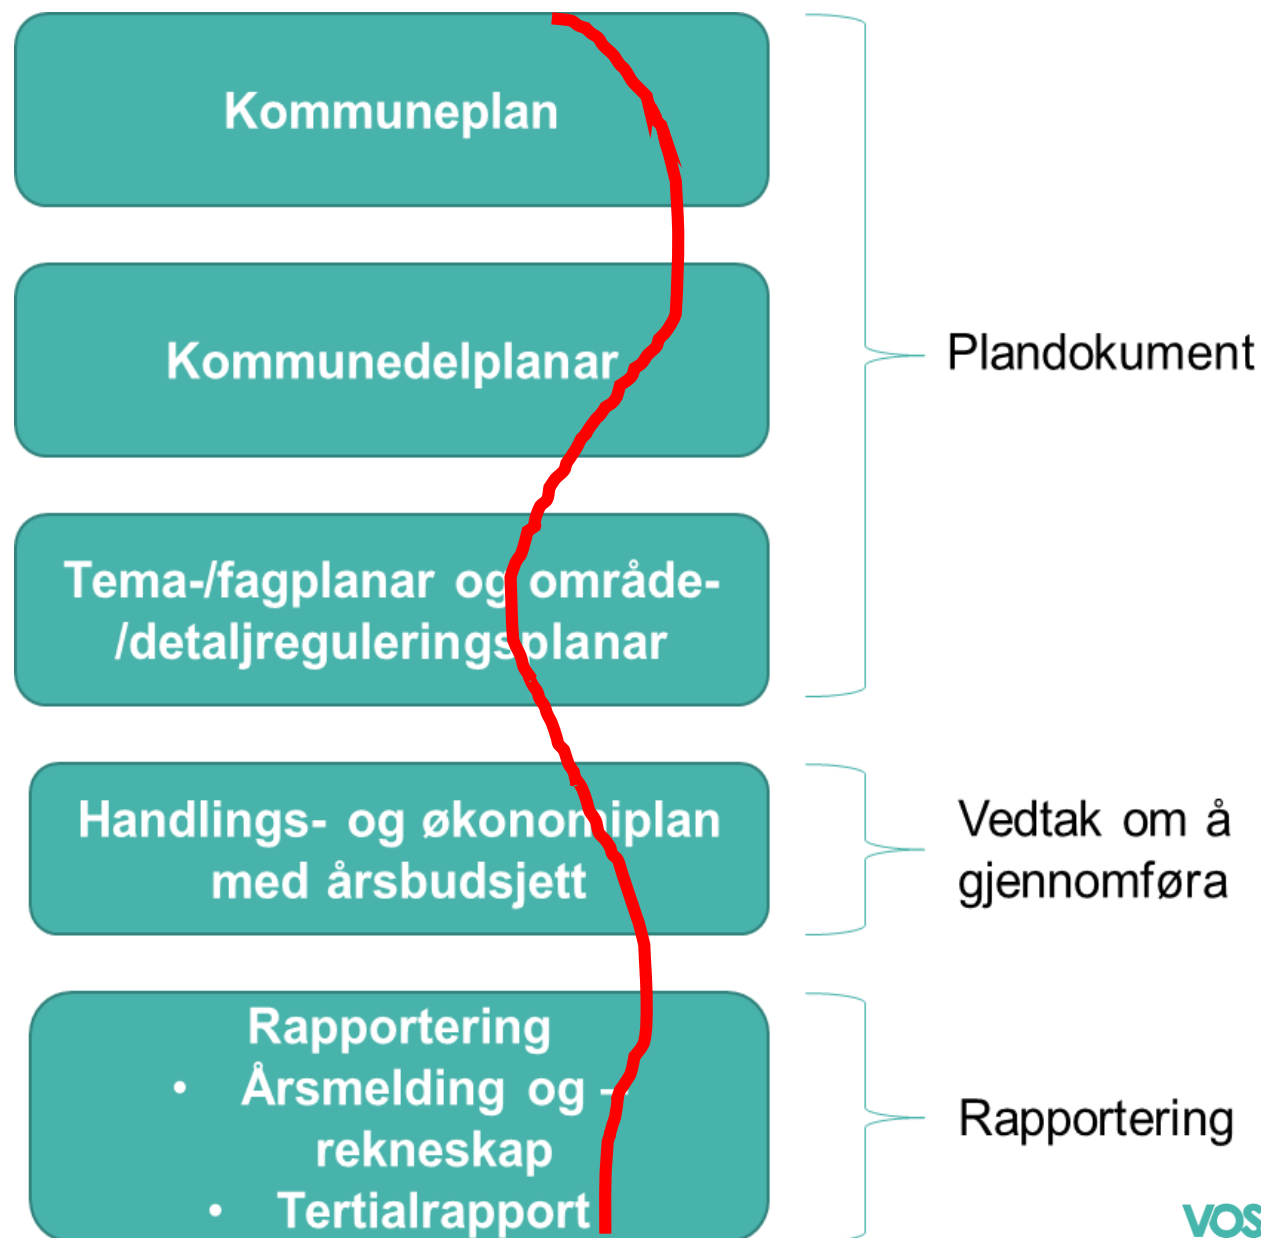 Kommuneplan
Kommunedelplanar
Tema-/fagplanar og område-
/detaljreguleringsplanar
Plandokument
Handlings- og økonomiplan
med årsbudsjett
Vedtak om å
gjennomføra
Rapportering
• Årsmelding og –
rekneskap
• Tertialrapport
Rapportering
VOS